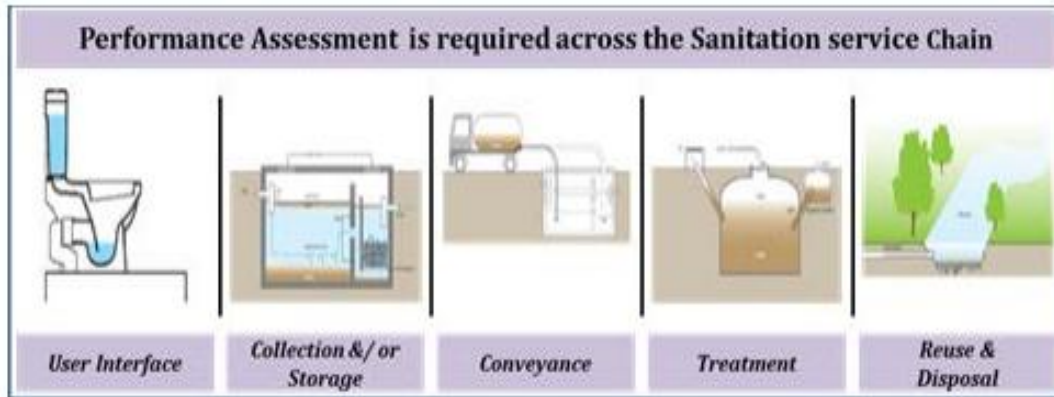 Performance Assessment is required across the Sanitation service Chain
User Interface
Collection &/ or
Storage
Conveyance
Treatment
Reuse &
Disposal